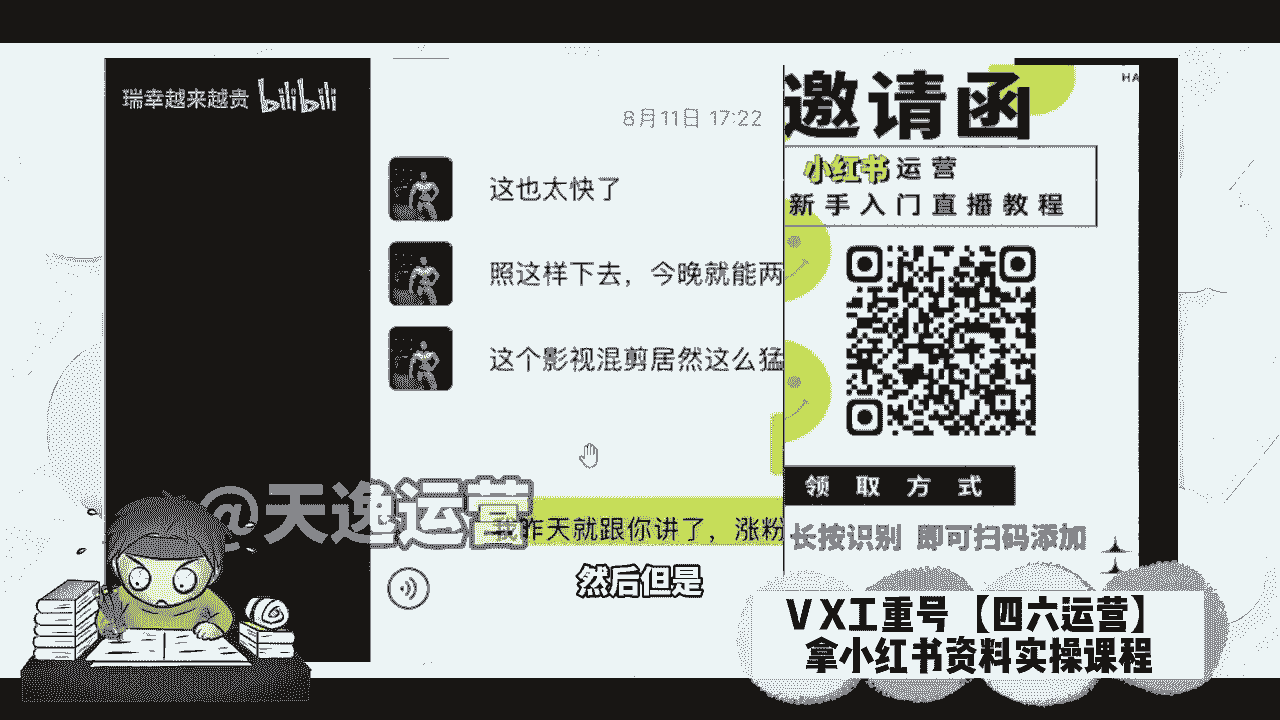 瑞幸越来越贵 bilibili
8月11日 17:22
这也太快了
照这样下去，今晚就能两
这个影视混剪居然这么猛
昨天就跟你讲了，涨粉
@天逸运营
然后但是
HA
邀请函
小红书运营
新手入门直播教程
领取方式
长按识别 即可扫码添加
VX工重号【四六运营】
拿小红书资料实操课程